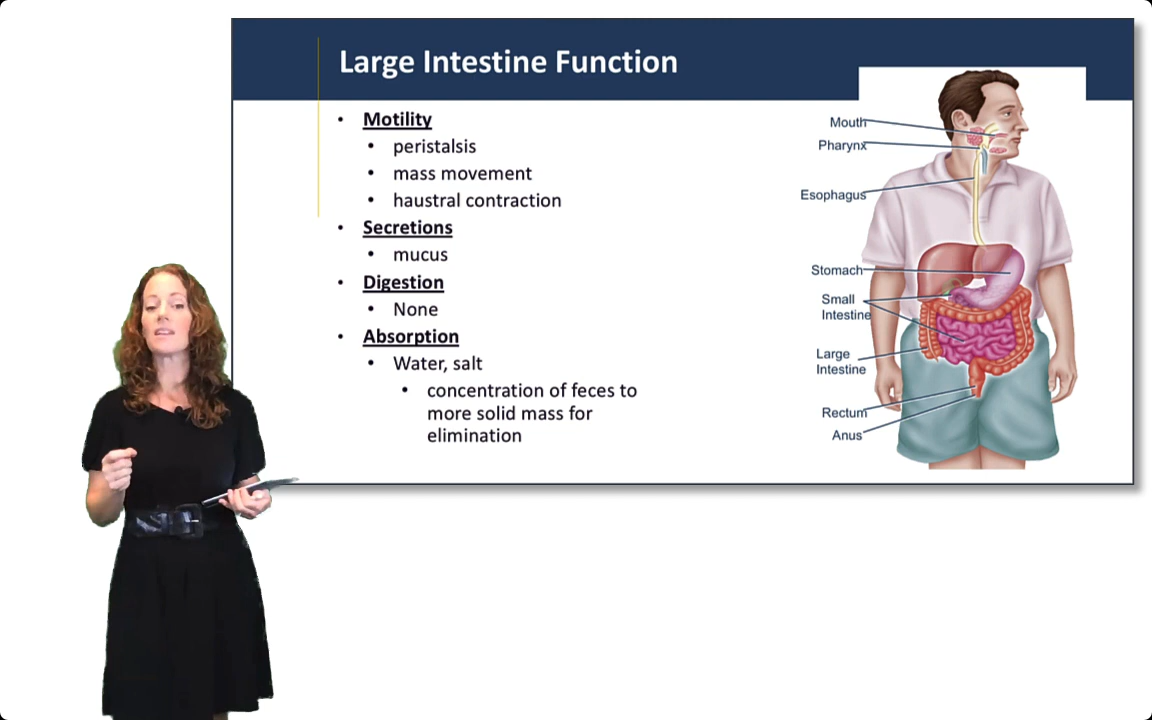 Large Intestine Function
• Motility
• peristalsis
• mass movement
• haustral contraction
• Secretions
• mucus
• Digestion
• None
• Absorption
• Water, salt
• concentration of feces to
more solid mass for
elimination
Mouth
Pharynx
Esophagus
Stomach
Small
Intestine
Large
Intestine
Rectum
Anus